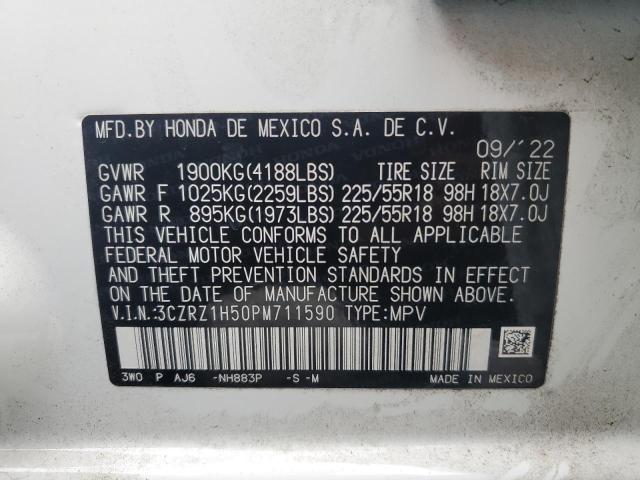 MFD.BY HONDA DE MEXICO S.A. DE C.V.
09/'22
GVWR 1900KG(4188LBS) TIRE SIZE RIM SIZE
GAWR F 1025KG(2259LBS) 225/55R18 98H 18X7.0J
GAWR R 895KG(1973LBS) 225/55R18 98H 18X7.0J
THIS VEHICLE CONFORMS TO ALL APPLICABLE
FEDERAL MOTOR VEHICLE SAFETY
AND THEFT PREVENTION STANDARDS IN EFFECT
ON THE DATE OF MANUFACTURE SHOWN ABOVE.
V.I.N.:3CZRZ1H50PM711590 TYPE:MPV
3W0 P AJ6 -NH883P -S -M MADE IN MEXICO